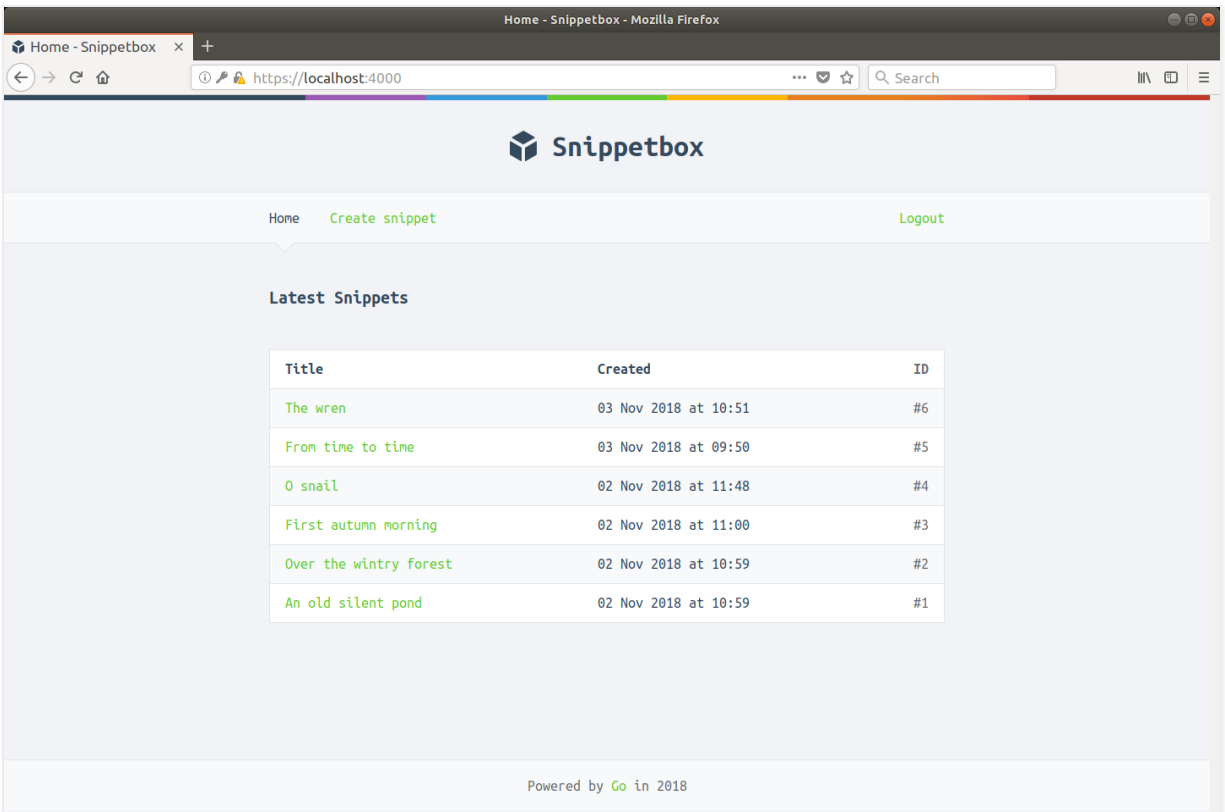 Home - Snippetbox - Mozilla Firefox
Home - Snippetbox
https://localhost:4000
Search
Snippetbox
Home Create snippet Logout
Latest Snippets
Title Created ID
The wren 03 Nov 2018 at 10:51 #6
From time to time 03 Nov 2018 at 09:50 #5
O snail 02 Nov 2018 at 11:48 #4
First autumn morning 02 Nov 2018 at 11:00 #3
Over the wintry forest 02 Nov 2018 at 10:59 #2
An old silent pond 02 Nov 2018 at 10:59 #1
Powered by Go in 2018